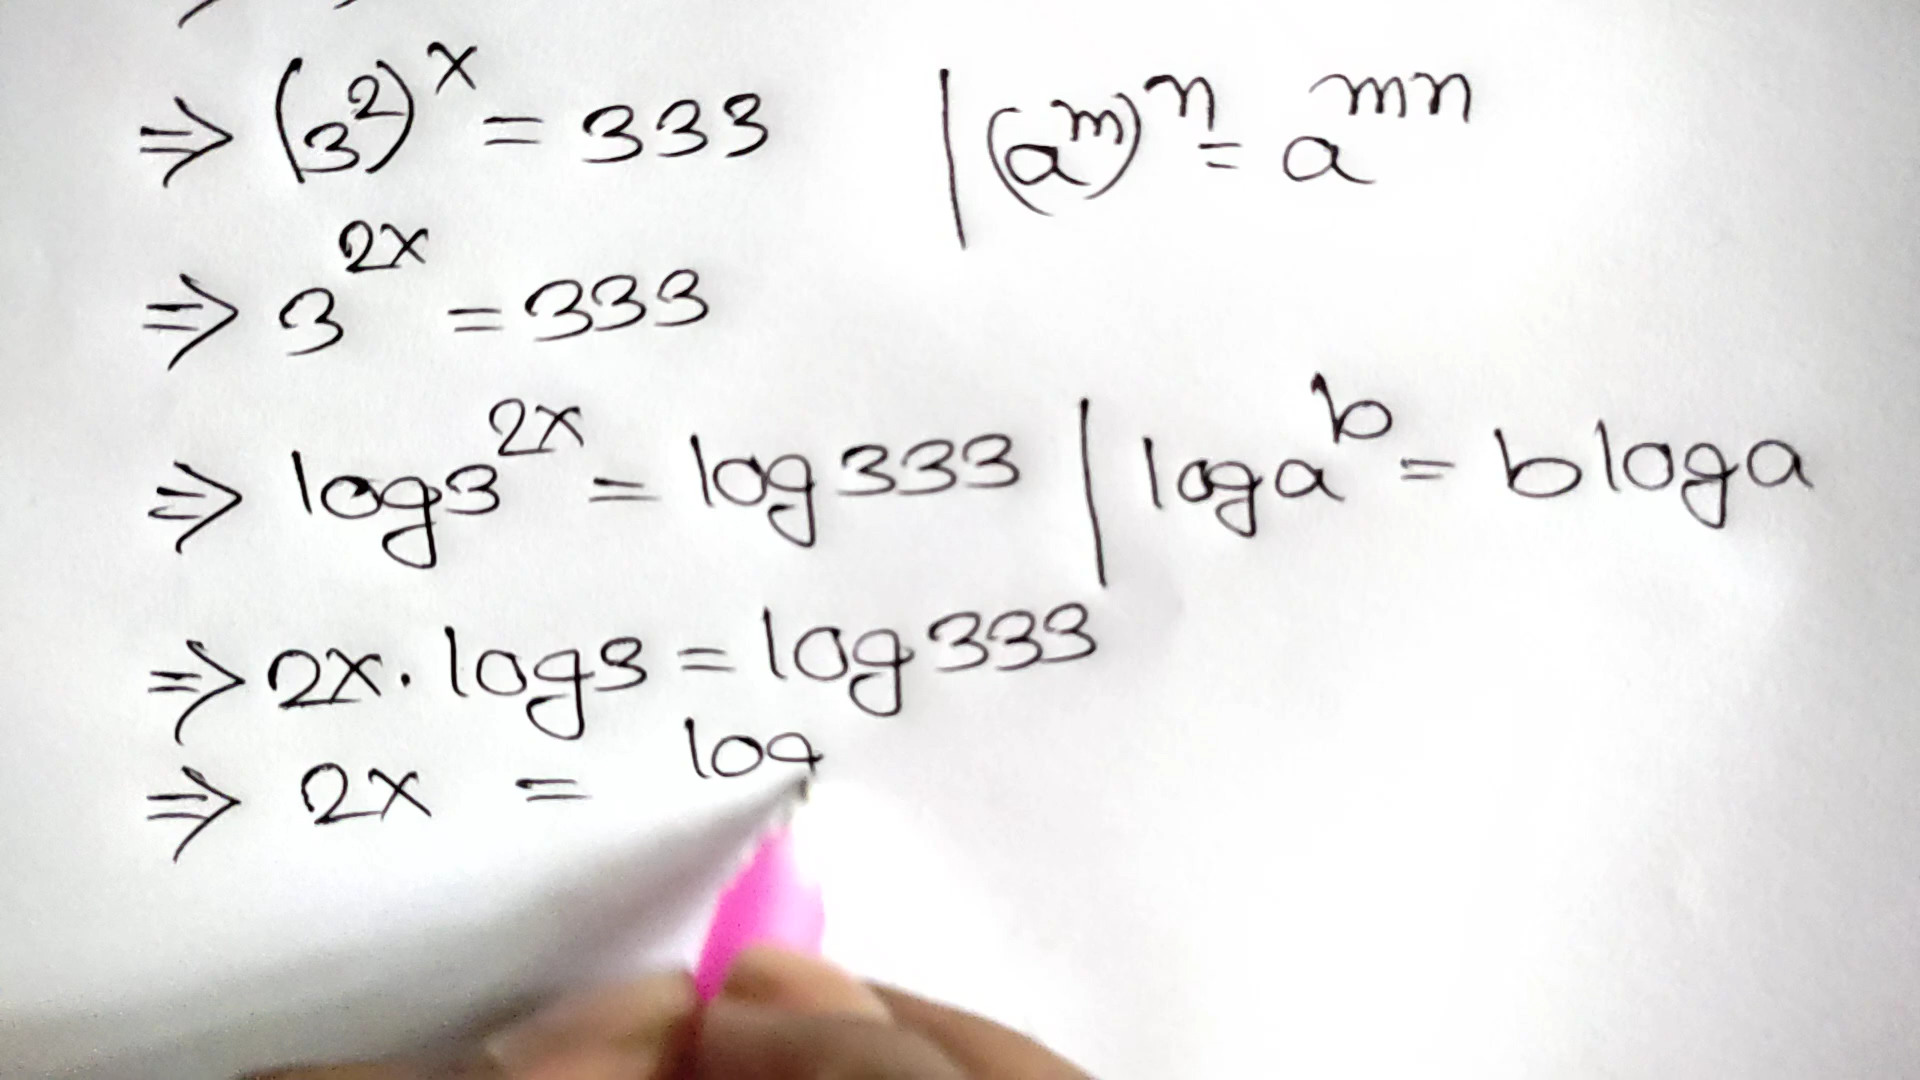 ⇒ (3²)ˣ = 333 | (aᵐ)ⁿ = aᵐⁿ
⇒ 3²ˣ = 333
⇒ log3²ˣ = log333 | logaᵇ = bloga
⇒ 2x · log3 = log333
⇒ 2x = log